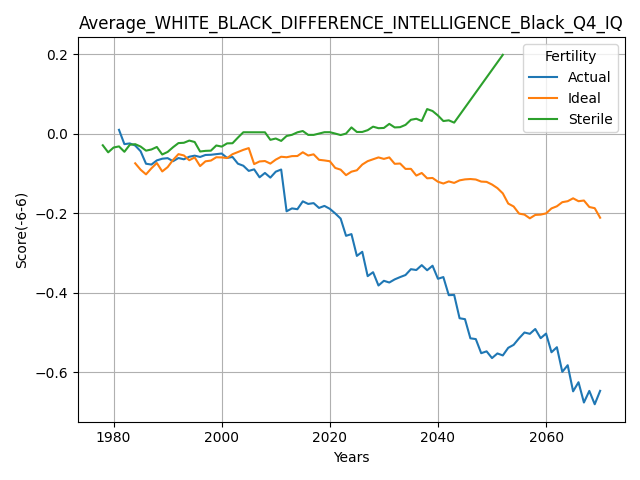 Average_WHITE_BLACK_DIFFERENCE_INTELLIGENCE_Black_Q4_IQ
Fertility
Actual
Ideal
Sterile
Score(-6-6)
0.2
0.0
−0.2
−0.4
−0.6
1980
2000
2020
2040
2060
Years